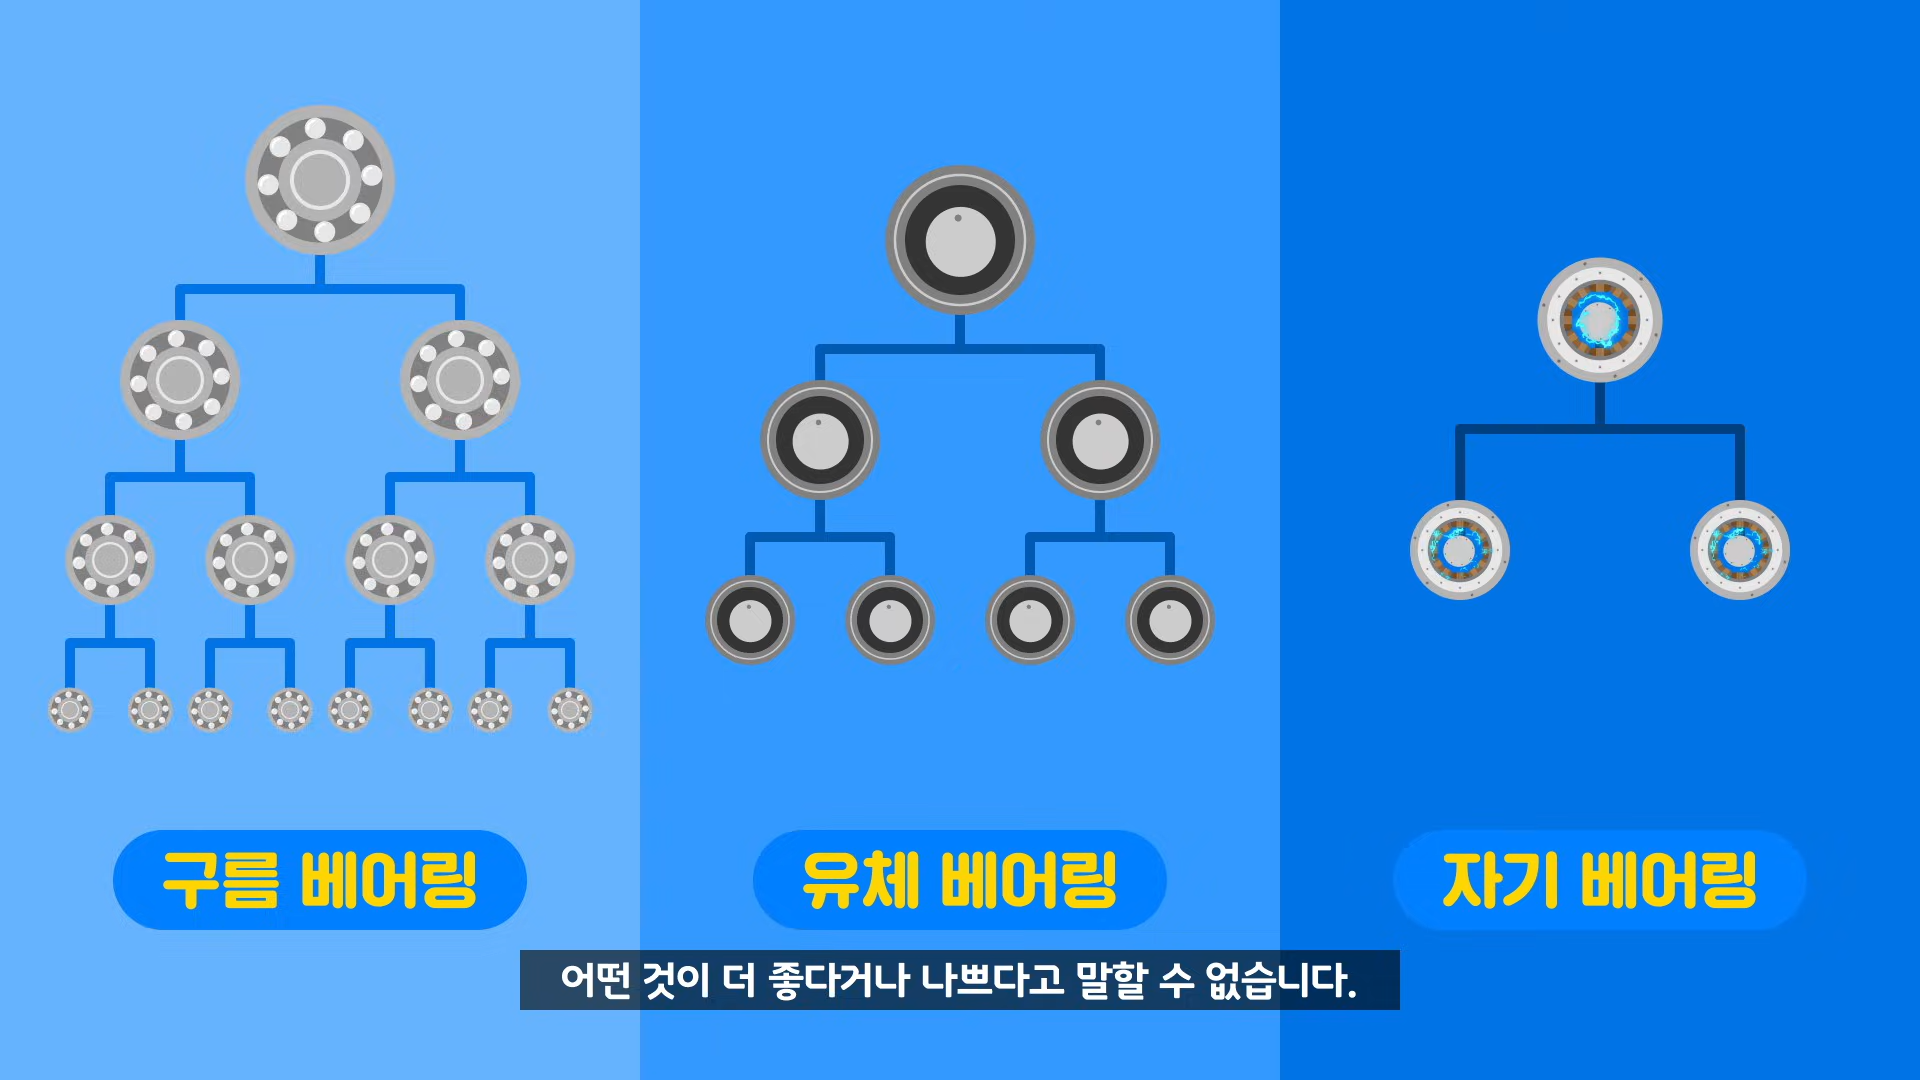 구름 베어링
유체 베어링
자기 베어링
어떤 것이 더 좋다거나 나쁘다고 말할 수 없습니다.